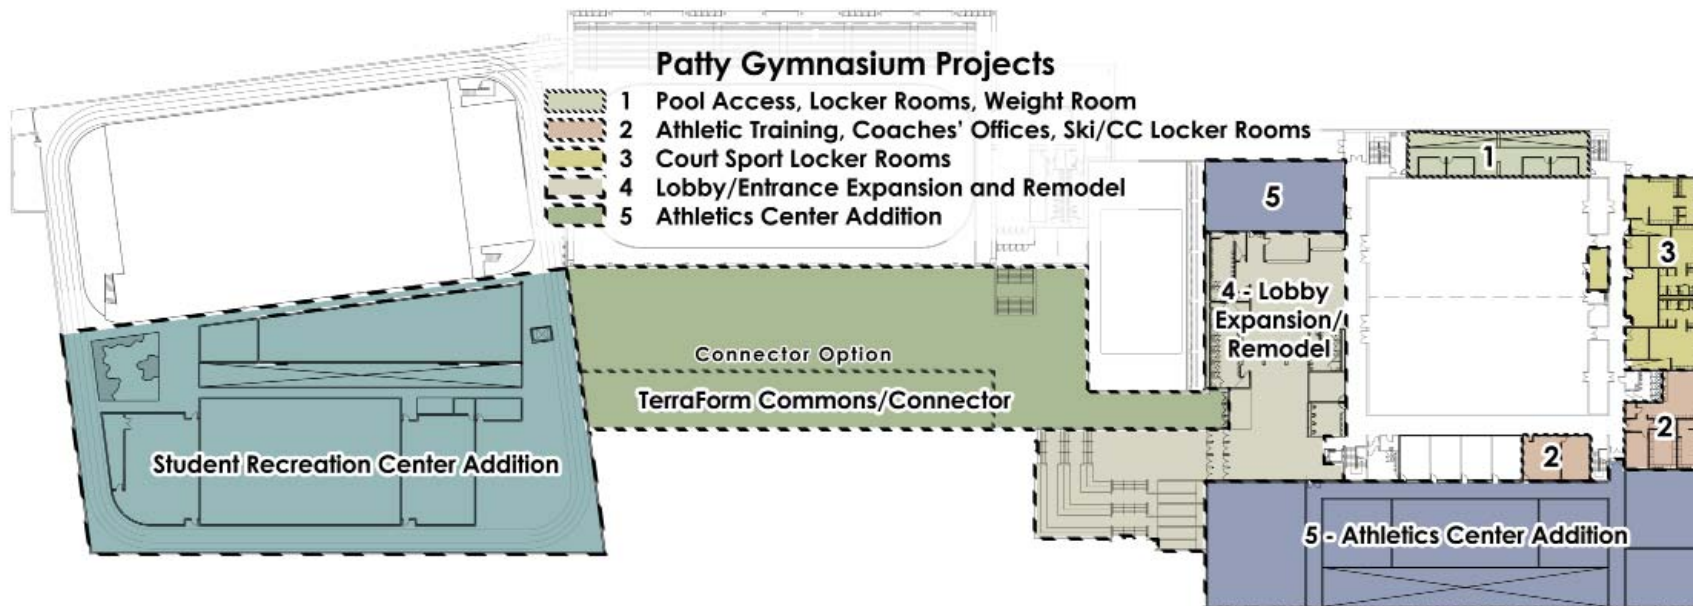 Patty Gymnasium Projects
1 Pool Access, Locker Rooms, Weight Room
2 Athletic Training, Coaches' Offices, Ski/CC Locker Rooms
3 Court Sport Locker Rooms
4 Lobby/Entrance Expansion and Remodel
5 Athletics Center Addition
1
5
3
4 - Lobby
Expansion/
Remodel
Connector Option
TerraForm Commons/Connector
2
Student Recreation Center Addition
2
5 - Athletics Center Addition